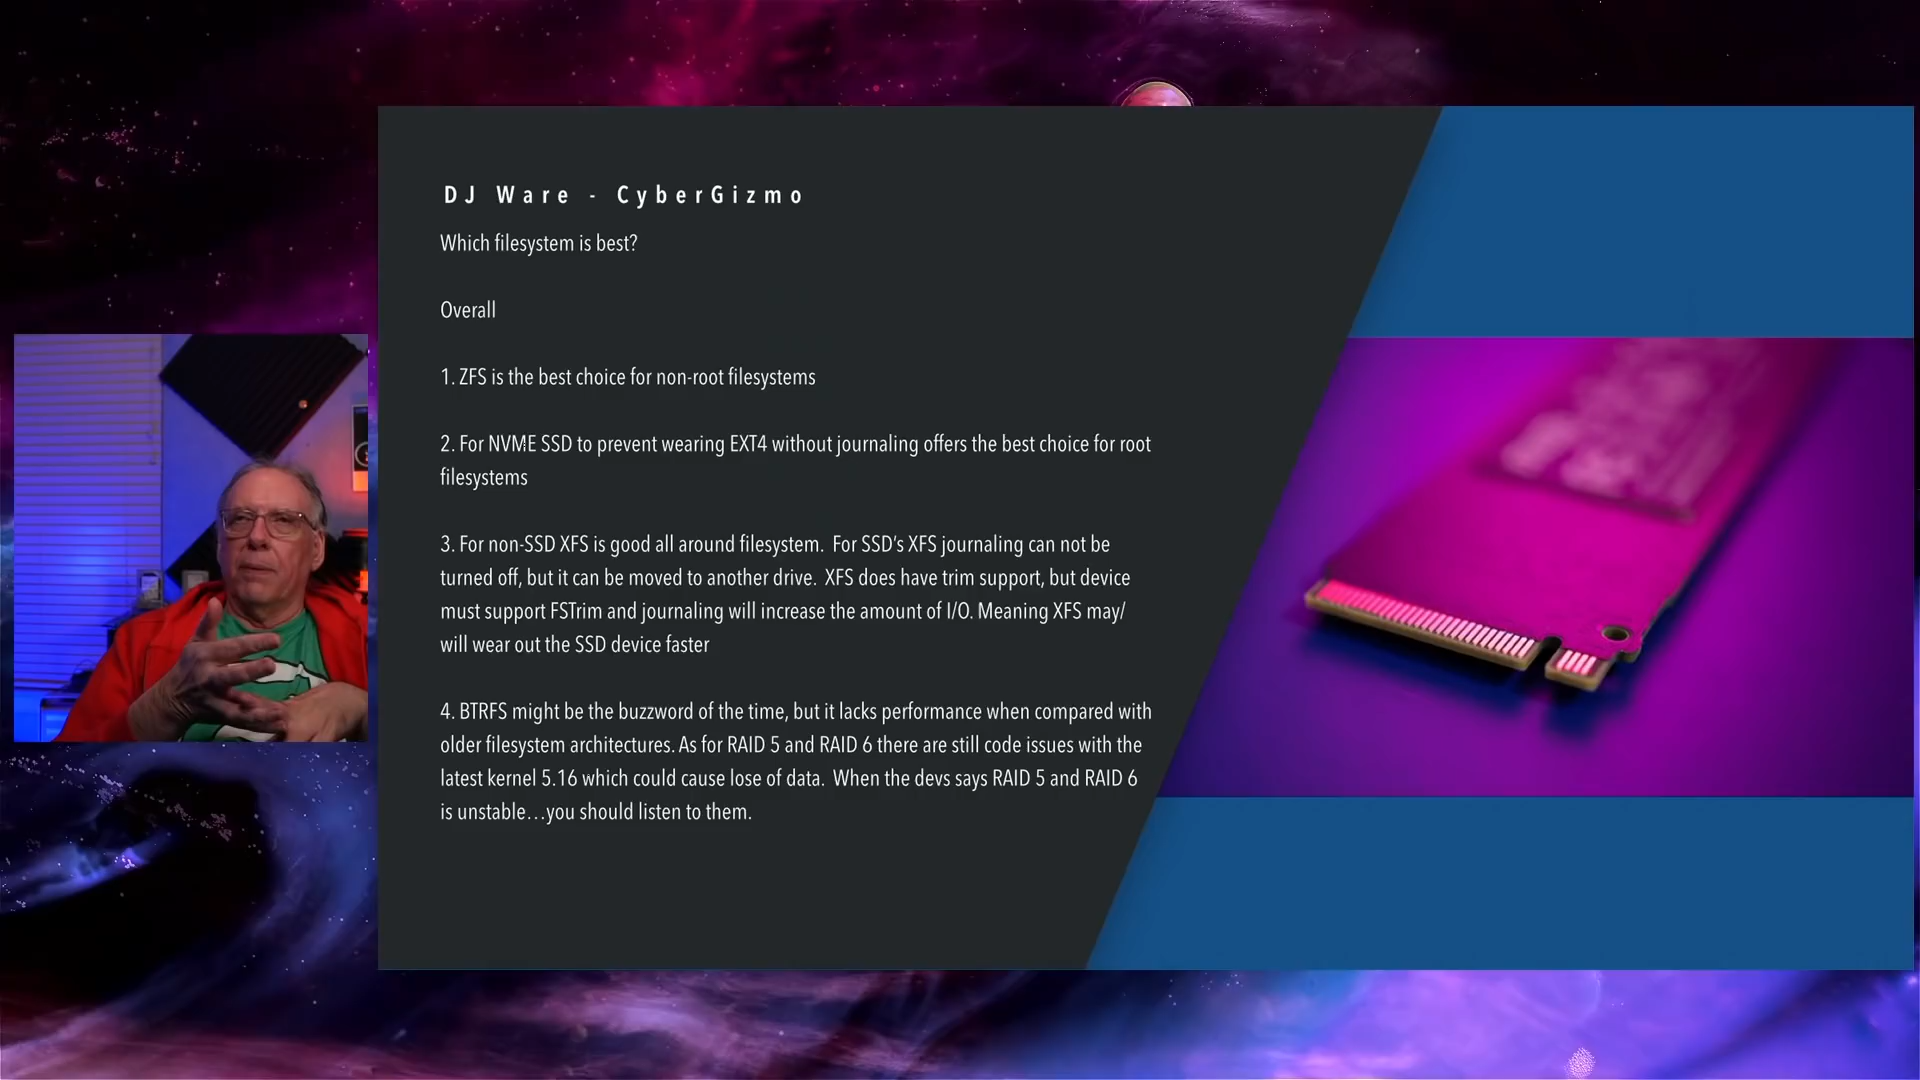 DJ Ware - CyberGizmo
Which filesystem is best?
Overall
1. ZFS is the best choice for non-root filesystems
2. For NVME SSD to prevent wearing EXT4 without journaling offers the best choice for root
filesystems
3. For non-SSD XFS is good all around filesystem.  For SSD's XFS journaling can not be
turned off, but it can be moved to another drive.  XFS does have trim support, but device
must support FSTrim and journaling will increase the amount of I/O. Meaning XFS may/
will wear out the SSD device faster
4. BTRFS might be the buzzword of the time, but it lacks performance when compared with
older filesystem architectures. As for RAID 5 and RAID 6 there are still code issues with the
latest kernel 5.16 which could cause lose of data.  When the devs says RAID 5 and RAID 6
is unstable…you should listen to them.